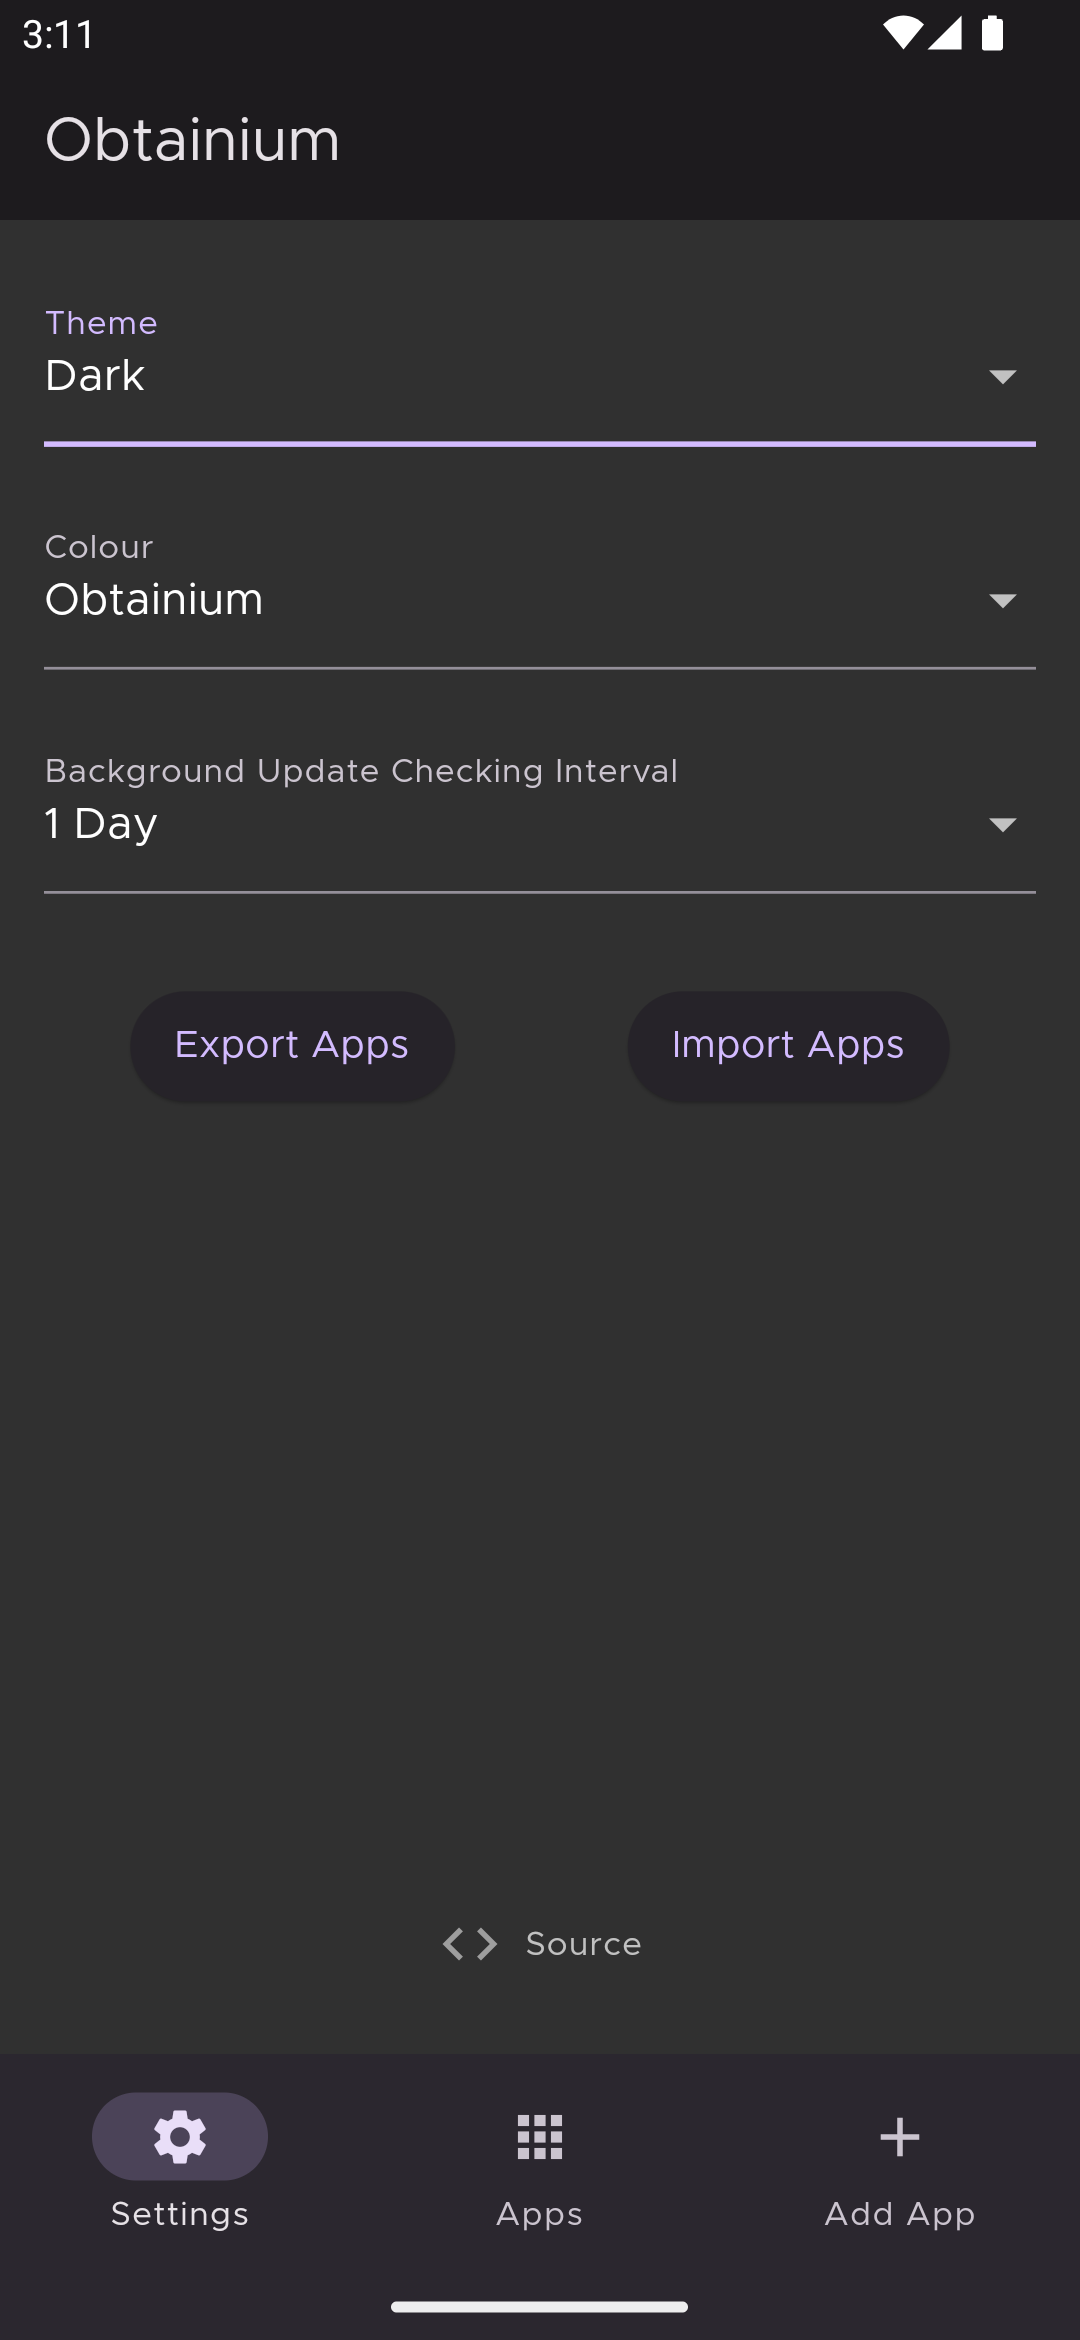 3:11
Obtainium
Theme
Dark
Colour
Obtainium
Background Update Checking Interval
1 Day
Export Apps
Import Apps
Source
Settings
Apps
Add App